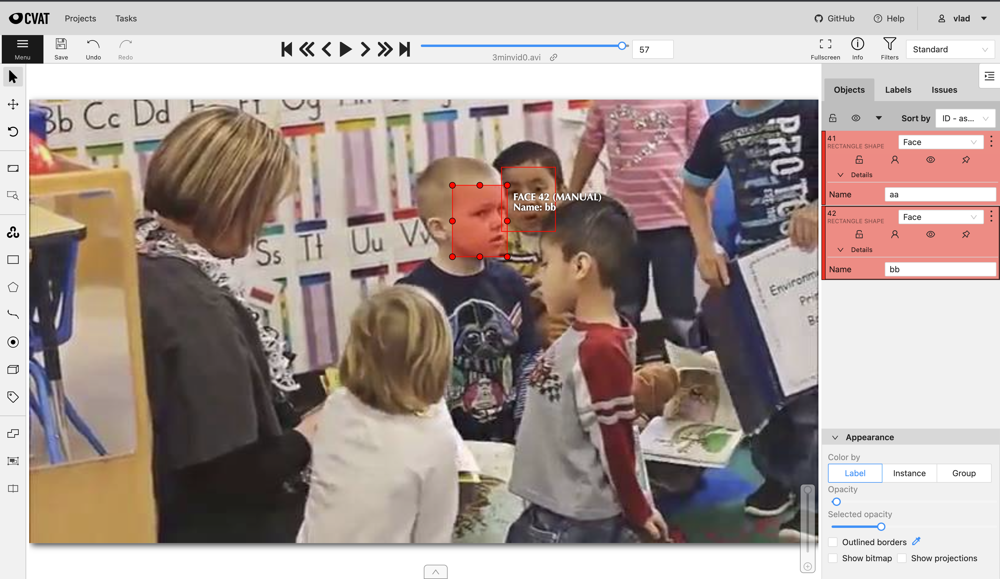 CVAT Projects Tasks GitHub Help vlad
Menu Save Undo Redo 3minvid0.avi 57 Fullscreen Info Filters Standard
Objects Labels Issues
Sort by ID - as...
41 Face
RECTANGLE SHAPE
Details
Name aa
42 Face
RECTANGLE SHAPE
Details
Name bb
Appearance
Color by
Label Instance Group
Opacity
Selected opacity
Outlined borders
Show bitmap Show projections
Bb Cc Dd
FACE 42 (MANUAL)
Name: bb
Ss Tt Uu Vv